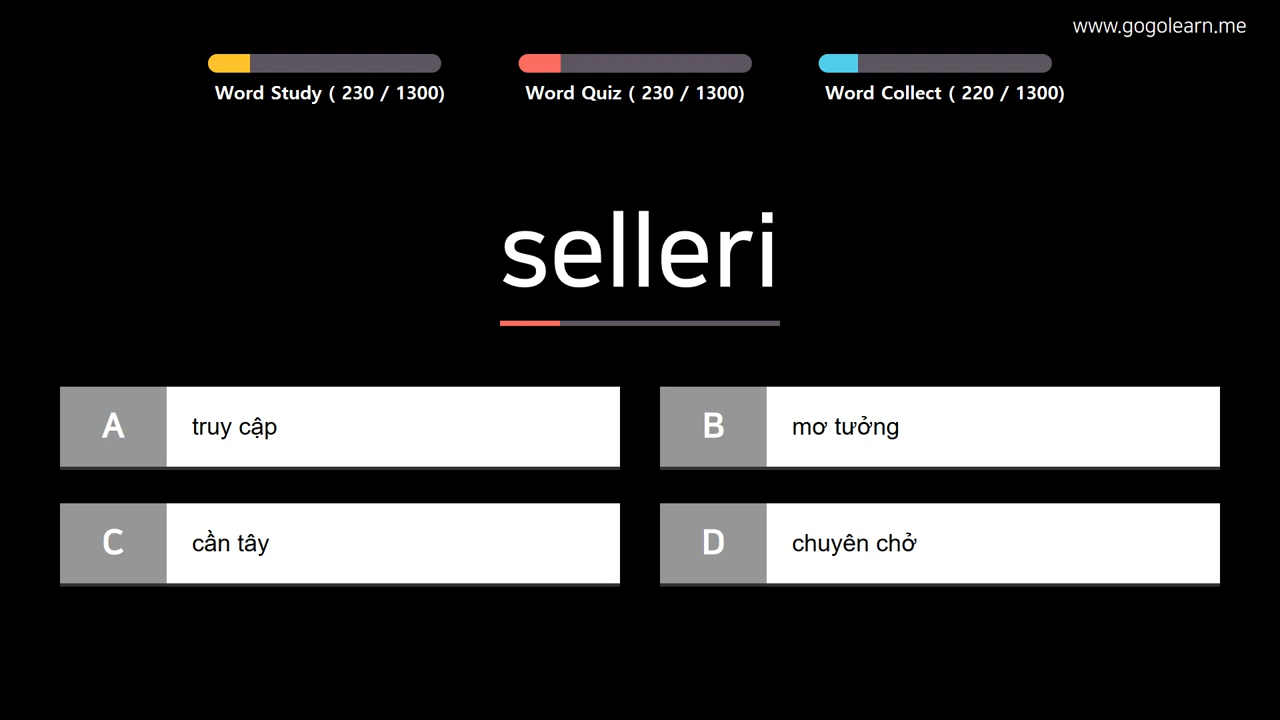 www.gogolearn.me
Word Study ( 230 / 1300)
Word Quiz ( 230 / 1300)
Word Collect ( 220 / 1300)
selleri
A truy cập
B mơ tưởng
C cần tây
D chuyên chở